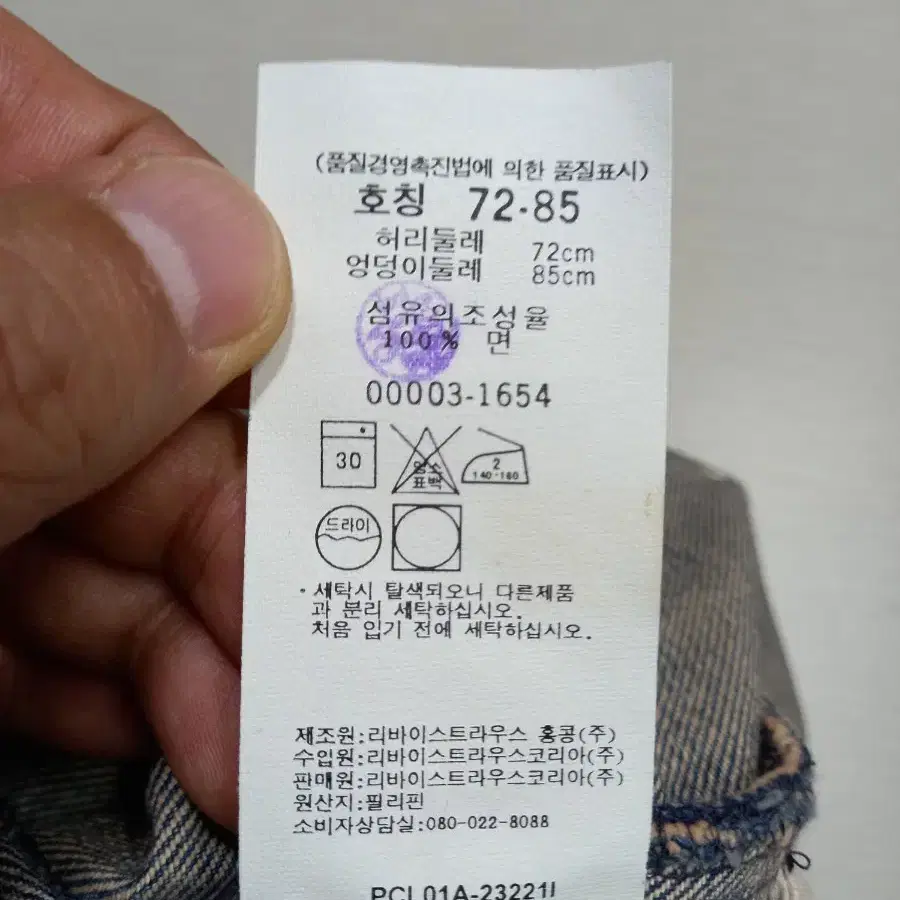 (품질경영촉진법에 의한 품질표시)
호칭 72-85
허리둘레 72cm
엉덩이둘레 85cm
섬유의조성율
100% 면
00003-1654
30
염소
표백
2
140-160
드라이
·세탁시 탈색되오니 다른제품
과 분리 세탁하십시오.
처음 입기 전에 세탁하십시오.
제조원:리바이스트라우스 홍콩(주)
수입원:리바이스트라우스코리아(주)
판매원:리바이스트라우스코리아(주)
원산지:필리핀
소비자상담실:080-022-8088